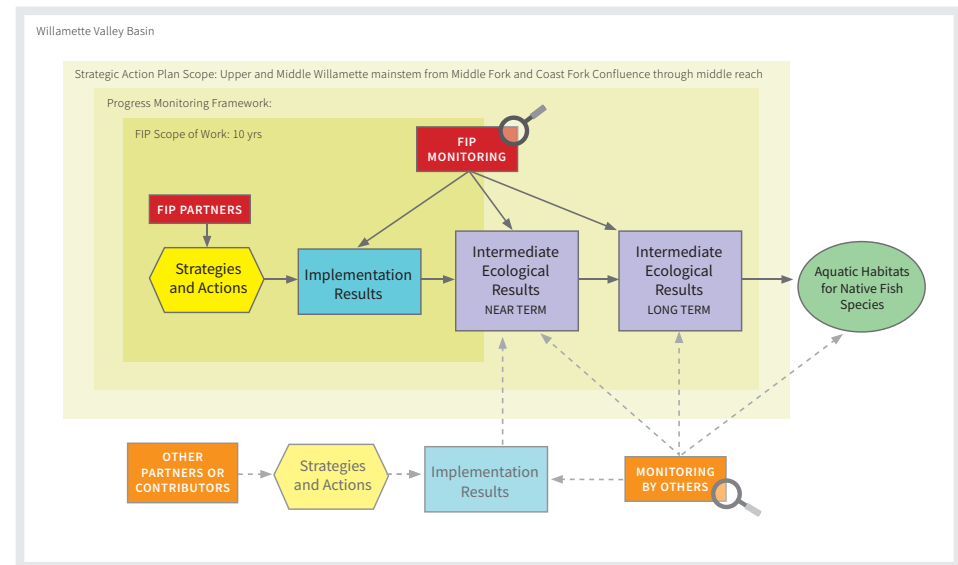 Willamette Valley Basin
Strategic Action Plan Scope: Upper and Middle Willamette mainstem from Middle Fork and Coast Fork Confluence through middle reach
Progress Monitoring Framework:
FIP Scope of Work: 10 yrs
FIP
MONITORING
FIP PARTNERS
Strategies
and Actions
Implementation
Results
Intermediate
Ecological
Results
NEAR TERM
Intermediate
Ecological
Results
LONG TERM
Aquatic Habitats
for Native Fish
Species
OTHER
PARTNERS OR
CONTRIBUTORS
Strategies
and Actions
Implementation
Results
MONITORING
BY OTHERS